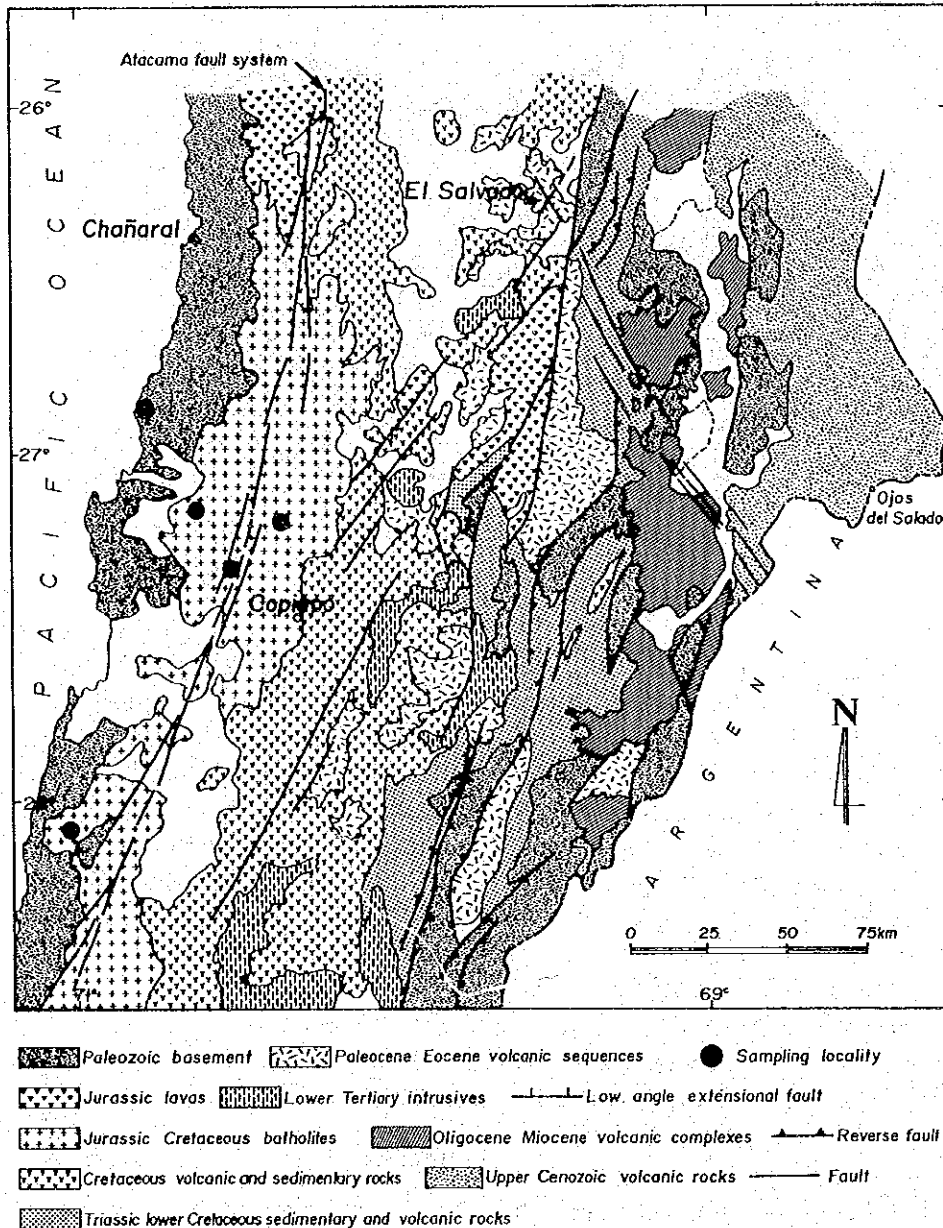 Atacama fault system
26°
El Salvador
Chañaral
PACIFIC OCEAN
27°
Ojos
del Salado
Copiapó
ARGENTINA
N
0 25 50 75km
71°
69°
Paleozoic basement Paleocene Eocene volcanic sequences Sampling locality
Jurassic lavas Lower Tertiary intrusives Low. angle extensional fault
Jurassic Cretaceous batholites Oligocene Miocene volcanic complexes Reverse fault
Cretaceous volcanic and sedimentary rocks Upper Cenozoic volcanic rocks Fault
Triassic lower Cretaceous sedimentary and volcanic rocks